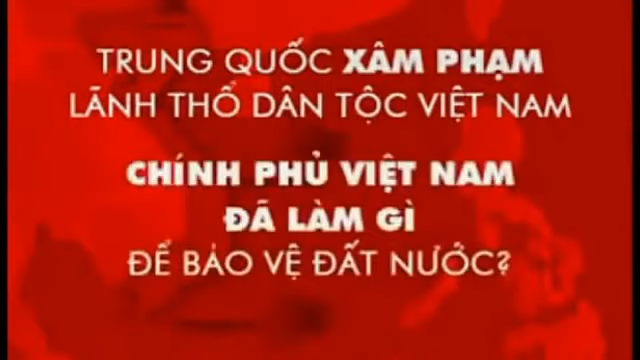 TRUNG QUỐC XÂM PHẠM
LÃNH THỔ DÂN TỘC VIỆT NAM
CHÍNH PHỦ VIỆT NAM
ĐÃ LÀM GÌ
ĐỂ BẢO VỆ ĐẤT NƯỚC?